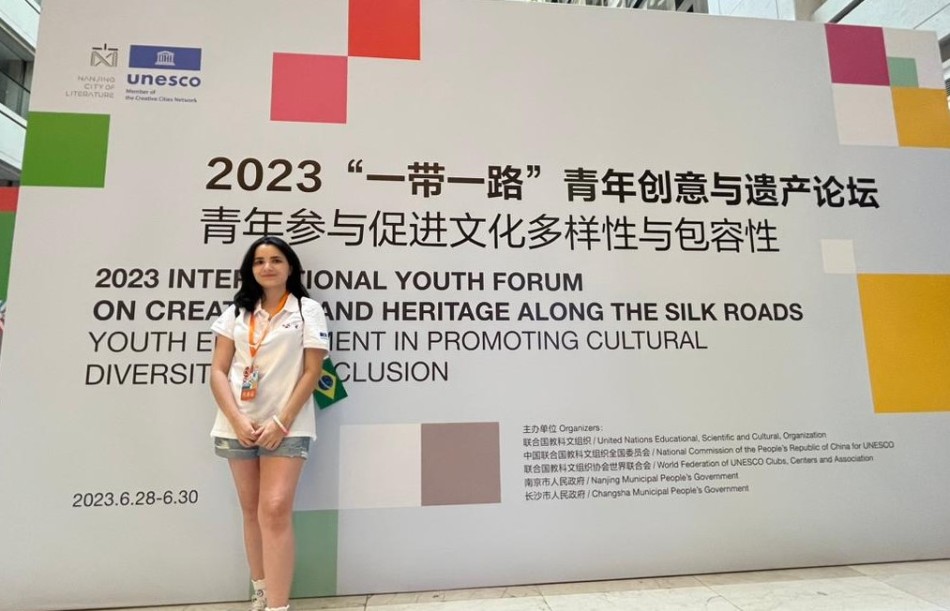 NANJING
CITY OF
LITERATURE
unesco
Member of
the Creative Cities Network
2023“一带一路”青年创意与遗产论坛
青年参与促进文化多样性与包容性
2023 INTE NATIONAL YOUTH FORUM
ON CREAT AND HERITAGE ALONG THE SILK ROADS
YOUTH E MENT IN PROMOTING CULTURAL
DIVERSIT CLUSION
主办单位 Organizers:
联合国教科文组织 / United Nations Educational, Scientific and Cultural, Organization
中国联合国教科文组织全国委员会 / National Commission of the People's Republic of China for UNESCO
联合国教科文组织协会世界联合会 / World Federation of UNESCO Clubs, Centers and Association
南京市人民政府 / Nanjing Municipal People's Government
长沙市人民政府 / Changsha Municipal People's Government
2023.6.28-6.30